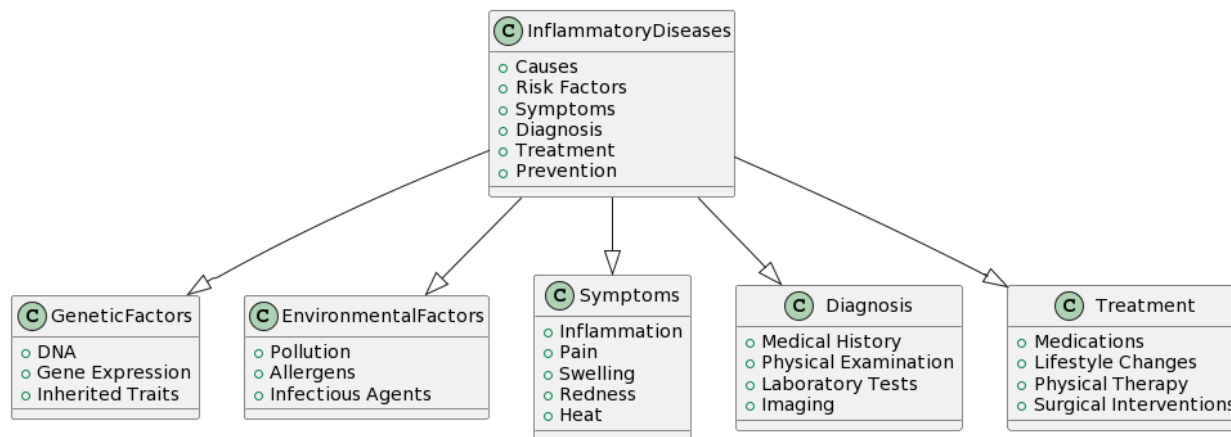 C InflammatoryDiseases
Causes
Risk Factors
Symptoms
Diagnosis
Treatment
Prevention
C GeneticFactors
DNA
Gene Expression
Inherited Traits
C EnvironmentalFactors
Pollution
Allergens
Infectious Agents
C Symptoms
Inflammation
Pain
Swelling
Redness
Heat
C Diagnosis
Medical History
Physical Examination
Laboratory Tests
Imaging
C Treatment
Medications
Lifestyle Changes
Physical Therapy
Surgical Interventions